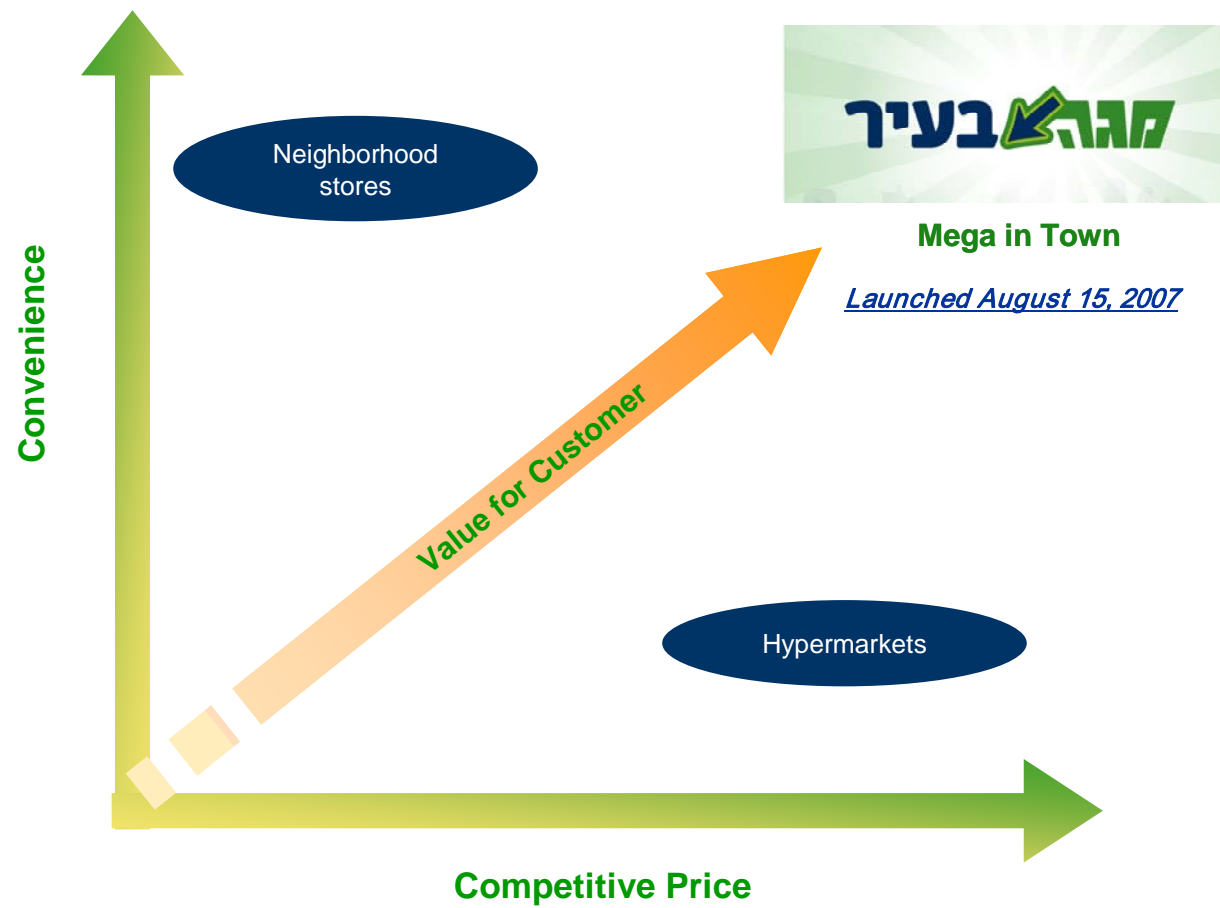 מגה בעיר
Neighborhood
stores
Mega in Town
Launched August 15, 2007
Convenience
Value for Customer
Hypermarkets
Competitive Price